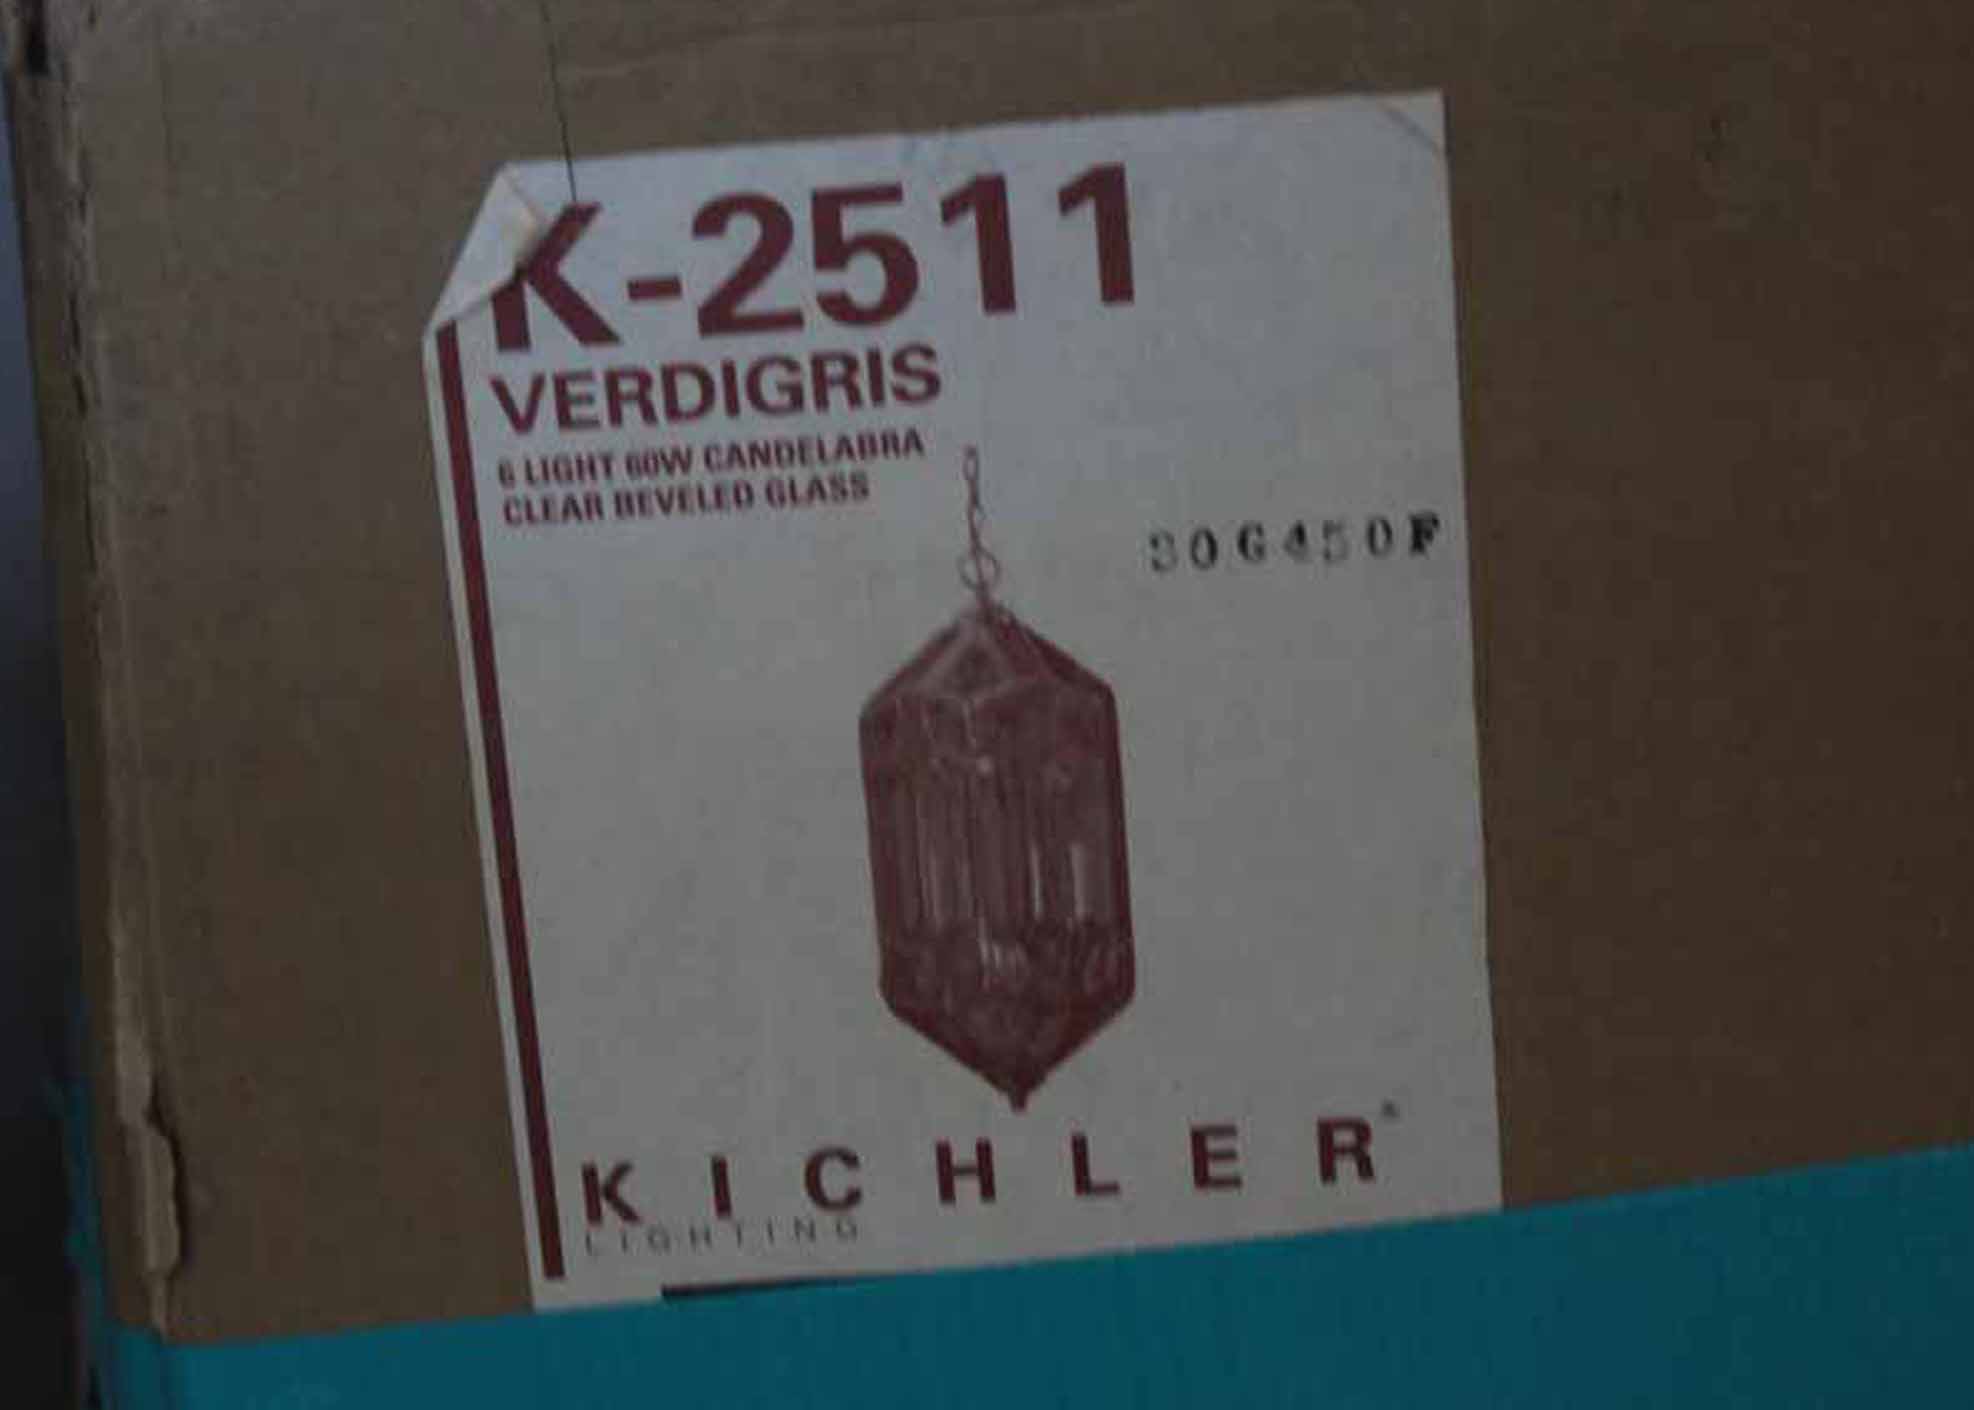 K-2511
VERDIGRIS
6 LIGHT 60W CANDELABRA
CLEAR BEVELED GLASS
KICHLER
LIGHTING